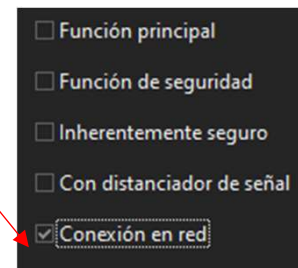 Función principal
Función de seguridad
Inherentemente seguro
Con distanciador de señal
Conexión en red